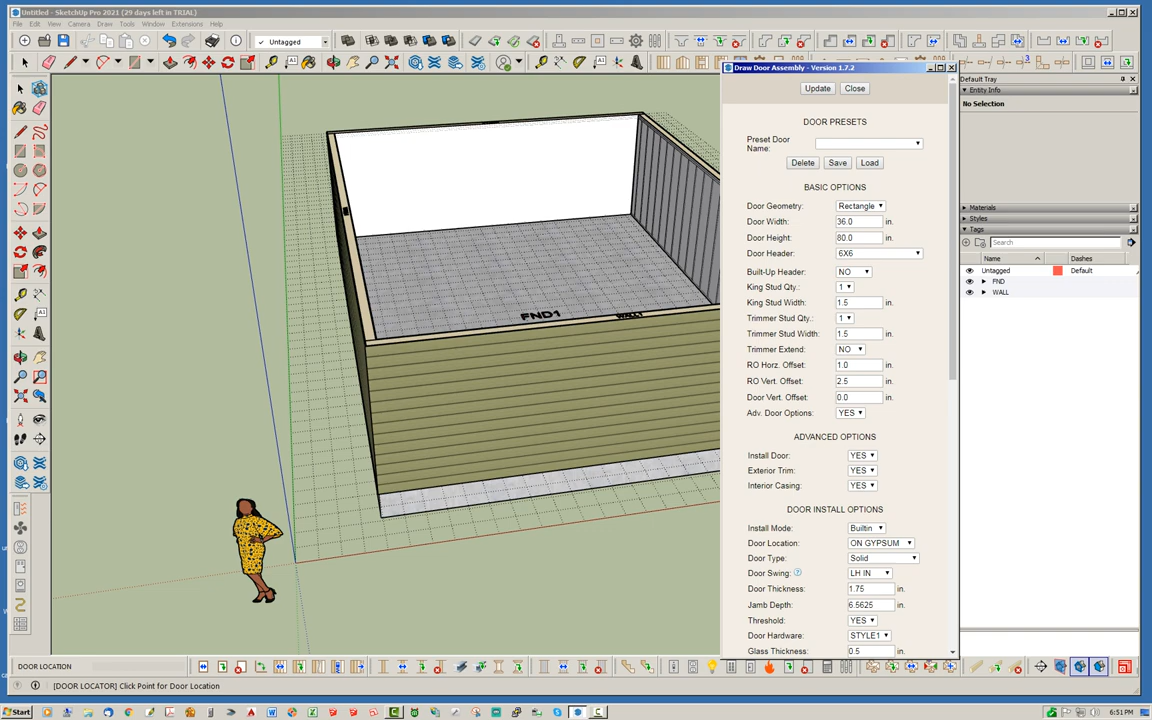 Untitled - SketchUp Pro 2021 (29 days left in TRIAL)
File Edit View Camera Draw Tools Window Extensions Help
Untagged
Draw Door Assembly - Version 1.7.2
Update Close
DOOR PRESETS
Preset Door
Name:
Delete Save Load
BASIC OPTIONS
Door Geometry: Rectangle
Door Width: 36.0 in.
Door Height: 80.0 in.
Door Header: 6X6
Built-Up Header: NO
King Stud Qty.: 1
King Stud Width: 1.5 in.
Trimmer Stud Qty.: 1
Trimmer Stud Width: 1.5 in.
Trimmer Extend: NO
RO Horz. Offset: 1.0 in.
RO Vert. Offset: 2.5 in.
Door Vert. Offset: 0.0 in.
Adv. Door Options: YES
ADVANCED OPTIONS
Install Door: YES
Exterior Trim: YES
Interior Casing: YES
DOOR INSTALL OPTIONS
Install Mode: Builtin
Door Location: ON GYPSUM
Door Type: Solid
Door Swing: ? LH IN
Door Thickness: 1.75 in.
Jamb Depth: 6.5625 in.
Threshold: YES
Door Hardware: STYLE1
Glass Thickness: 0.5 in.
Default Tray
Entity Info
No Selection
Materials
Styles
Tags
Search
Name Dashes
Untagged Default
FND
WALL
FND1
DOOR LOCATION
[DOOR LOCATOR] Click Point for Door Location
Start
6:51 PM